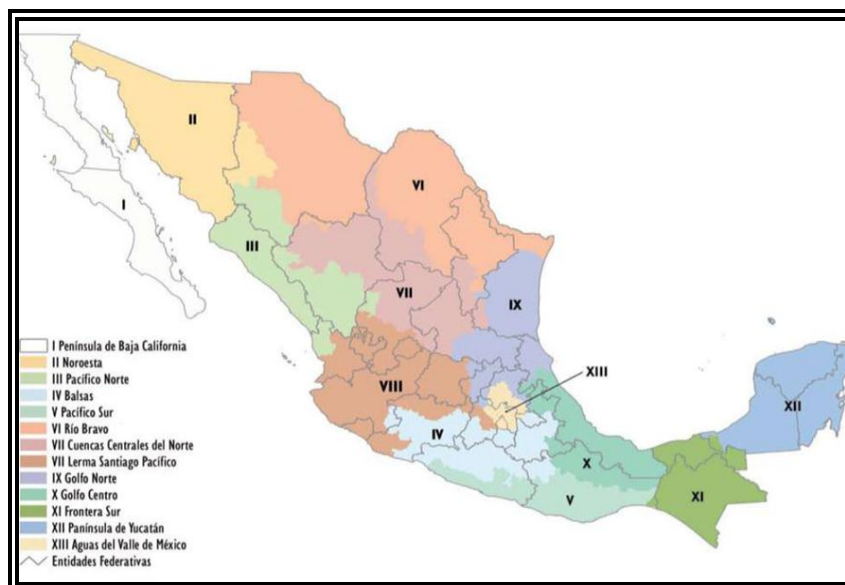 II
VI
I
III
IX
VII
XIII
VIII
XII
IV
X
XI
V
I Península de Baja California
II Noroesta
III Pacífico Norte
IV Balsas
V Pacífico Sur
VI Río Bravo
VII Cuencas Centrales del Norte
VII Lerma Santiago Pacífico
IX Golfo Norte
X Golfo Centro
XI Frontera Sur
XII Panínsula de Yucatán
XIII Aguas del Valle de México
Entidades Federativas